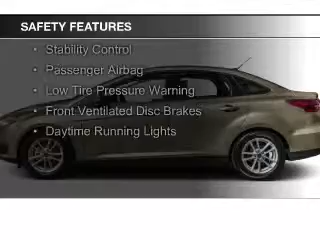 SAFETY FEATURES
• Stability Control
• Passenger Airbag
• Low Tire Pressure Warning
• Front Ventilated Disc Brakes
• Daytime Running Lights